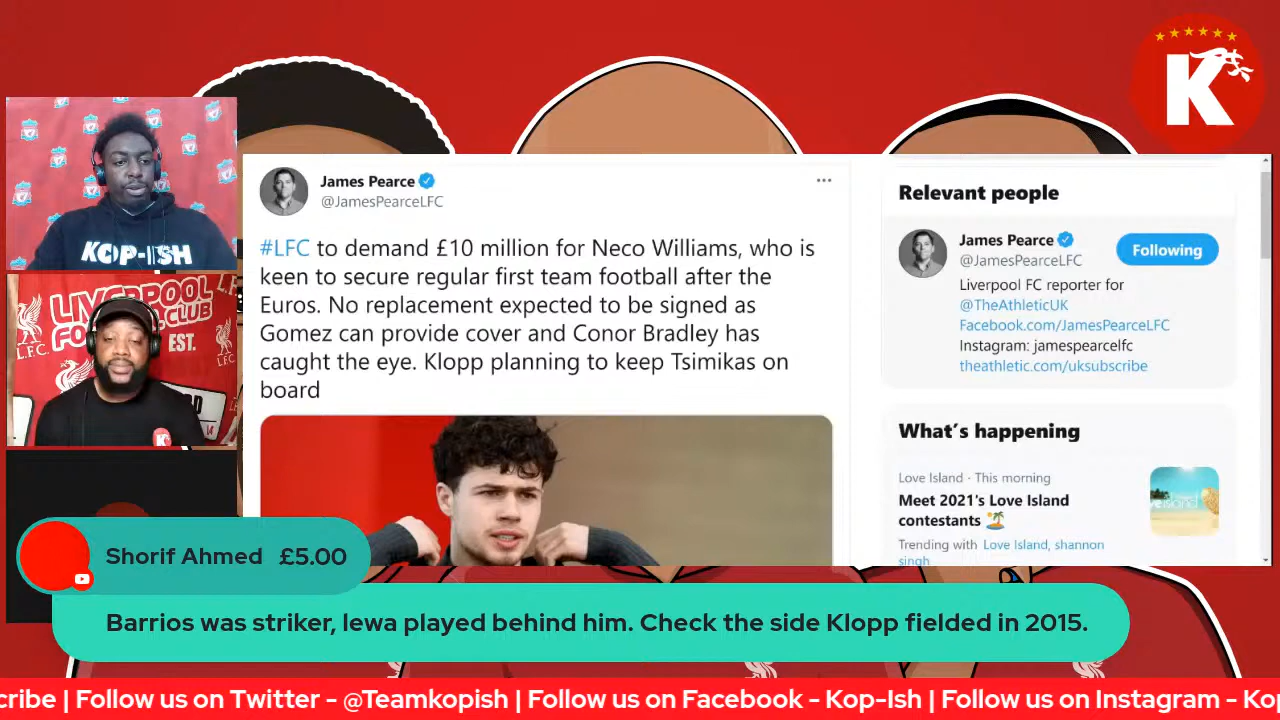 K
KOP-ISH
LIVERPOOL
FOOTBALL CLUB
L.F.C.
EST.
James Pearce
@JamesPearceLFC
#LFC to demand £10 million for Neco Williams, who is
keen to secure regular first team football after the
Euros. No replacement expected to be signed as
Gomez can provide cover and Conor Bradley has
caught the eye. Klopp planning to keep Tsimikas on
board
Relevant people
James Pearce
@JamesPearceLFC
Following
Liverpool FC reporter for
@TheAthleticUK
Facebook.com/JamesPearceLFC
Instagram: jamespearcelfc
theathletic.com/uksubscribe
What's happening
Love Island · This morning
Meet 2021's Love Island
contestants
Trending with Love Island, shannon
singh
Shorif Ahmed £5.00
Barrios was striker, lewa played behind him. Check the side Klopp fielded in 2015.
cribe | Follow us on Twitter - @Teamkopish | Follow us on Facebook - Kop-Ish | Follow us on Instagram - Kop